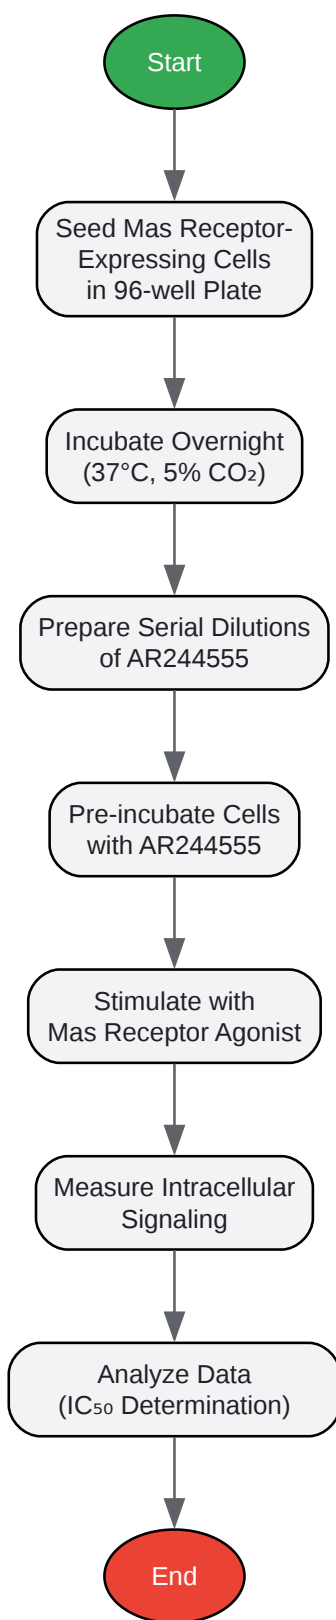 Start
Seed Mas Receptor-
Expressing Cells
in 96-well Plate
Incubate Overnight
(37°C, 5% CO₂)
Prepare Serial Dilutions
of AR244555
Pre-incubate Cells
with AR244555
Stimulate with
Mas Receptor Agonist
Measure Intracellular
Signaling
Analyze Data
(IC₅₀ Determination)
End